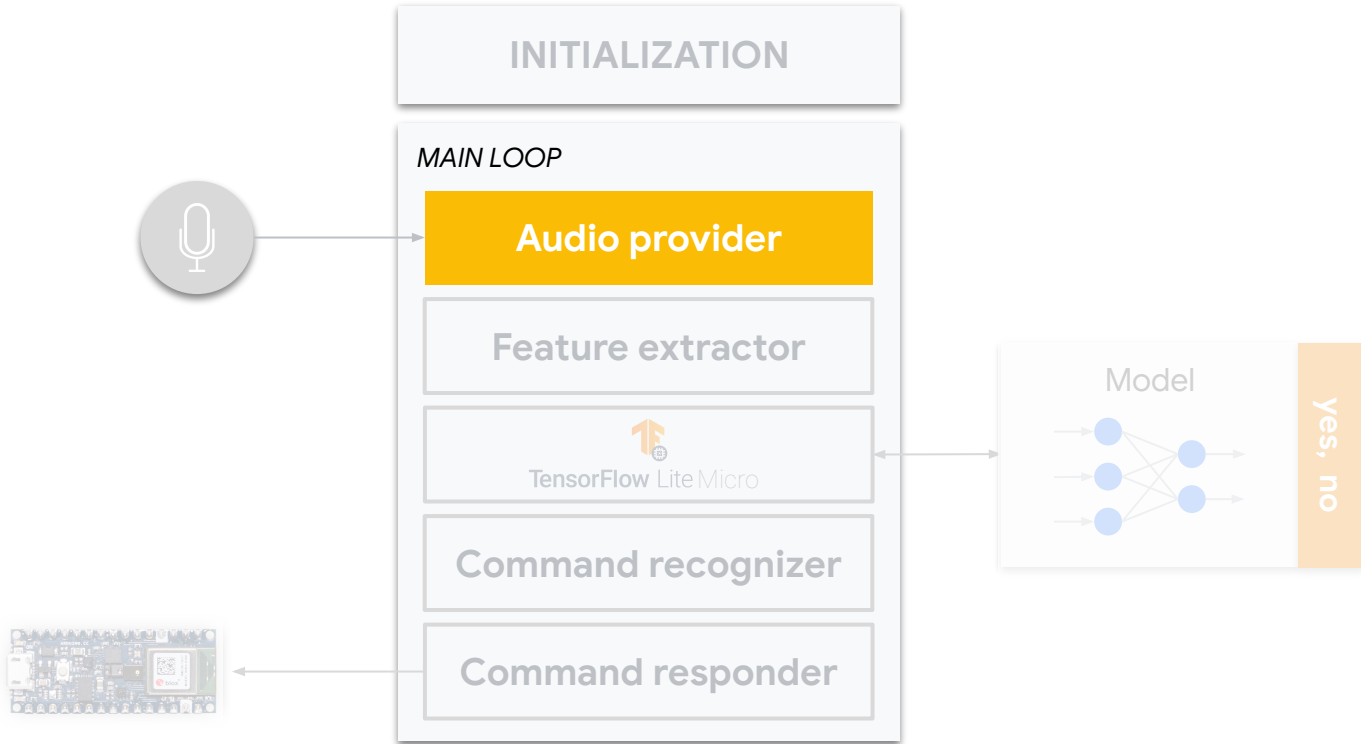 INITIALIZATION
MAIN LOOP
Audio provider
Feature extractor
TensorFlow Lite Micro
Command recognizer
Command responder
Model
yes, no